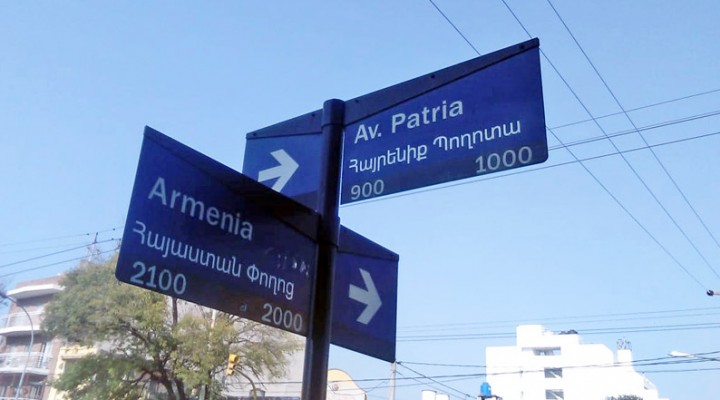 Av. Patria
Հայրենիք Պողոտա
900 1000
Armenia
Հայաստան Փողոց
2100 2000